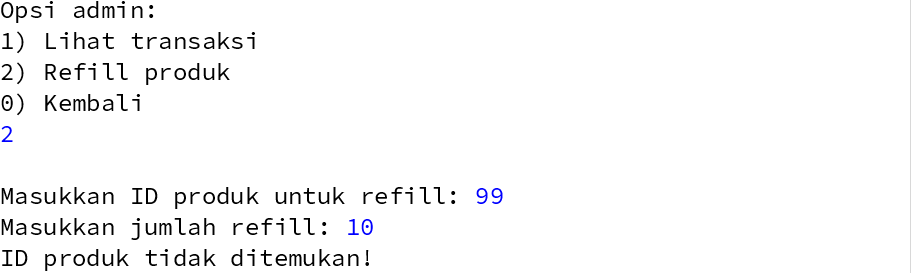 Opsi admin:
1) Lihat transaksi
2) Refill produk
0) Kembali
2
Masukkan ID produk untuk refill: 99
Masukkan jumlah refill: 10
ID produk tidak ditemukan!